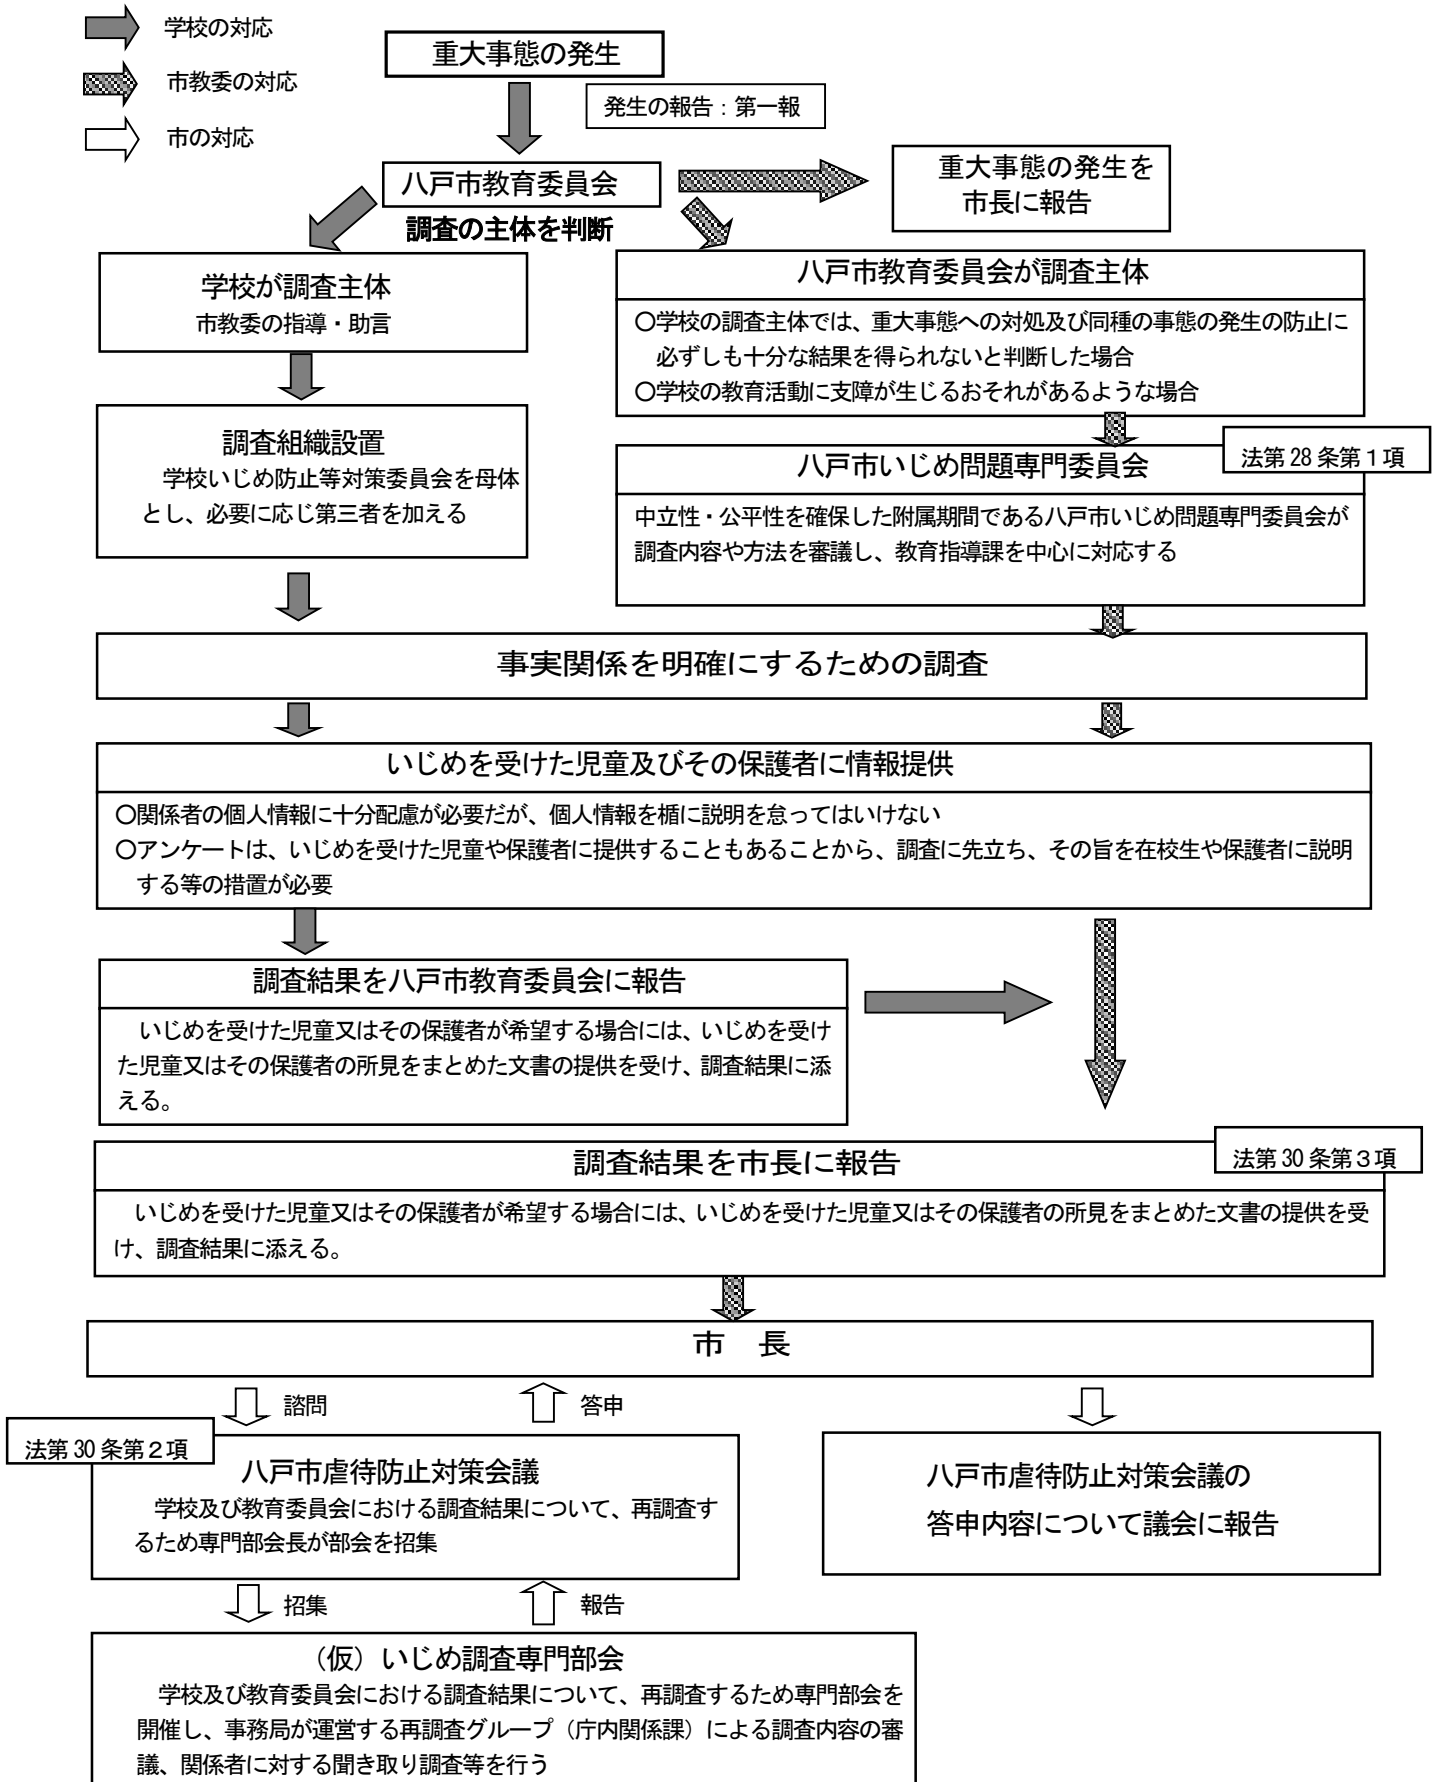 学校の対応
市教委の対応
市の対応
重大事態の発生
発生の報告：第一報
八戸市教育委員会
調査の主体を判断
重大事態の発生を
市長に報告
学校が調査主体
市教委の指導・助言
八戸市教育委員会が調査主体
○学校の調査主体では、重大事態への対処及び同種の事態の発生の防止に
必ずしも十分な結果を得られないと判断した場合
○学校の教育活動に支障が生じるおそれがあるような場合
調査組織設置
学校いじめ防止等対策委員会を母体
とし、必要に応じ第三者を加える
法第28条第１項
八戸市いじめ問題専門委員会
中立性・公平性を確保した附属期間である八戸市いじめ問題専門委員会が
調査内容や方法を審議し、教育指導課を中心に対応する
事実関係を明確にするための調査
いじめを受けた児童及びその保護者に情報提供
○関係者の個人情報に十分配慮が必要だが、個人情報を楯に説明を怠ってはいけない
○アンケートは、いじめを受けた児童や保護者に提供することもあることから、調査に先立ち、その旨を在校生や保護者に説明
する等の措置が必要
調査結果を八戸市教育委員会に報告
いじめを受けた児童又はその保護者が希望する場合には、いじめを受け
た児童又はその保護者の所見をまとめた文書の提供を受け、調査結果に添
える。
法第30条第３項
調査結果を市長に報告
いじめを受けた児童又はその保護者が希望する場合には、いじめを受けた児童又はその保護者の所見をまとめた文書の提供を受
け、調査結果に添える。
市　長
諮問
答申
法第30条第２項
八戸市虐待防止対策会議
学校及び教育委員会における調査結果について、再調査す
るため専門部会長が部会を招集
八戸市虐待防止対策会議の
答申内容について議会に報告
招集
報告
（仮）いじめ調査専門部会
学校及び教育委員会における調査結果について、再調査するため専門部会を
開催し、事務局が運営する再調査グループ（庁内関係課）による調査内容の審
議、関係者に対する聞き取り調査等を行う